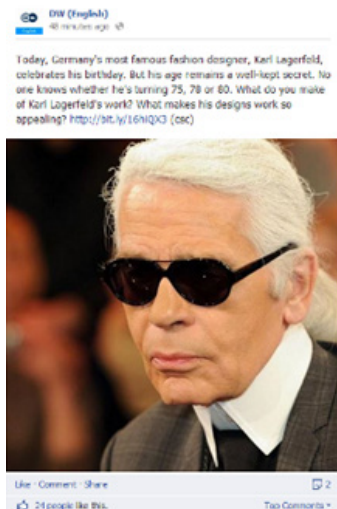 DW (English)
48 minutes ago
Today, Germany's most famous fashion designer, Karl Lagerfeld,
celebrates his birthday. But his age remains a well-kept secret. No
one knows whether he's turning 75, 78 or 80. What do you make
of Karl Lagerfeld's work? What makes his designs work so
appealing? http://bit.ly/16hIQX3 (csc)
Like · Comment · Share 2
24 people like this. Top Comments